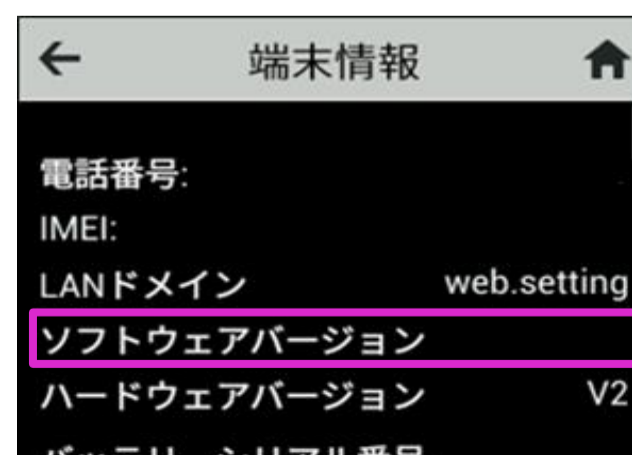 端末情報
電話番号:
IMEI:
LANドメイン web.setting
ソフトウェアバージョン
ハードウェアバージョン V2